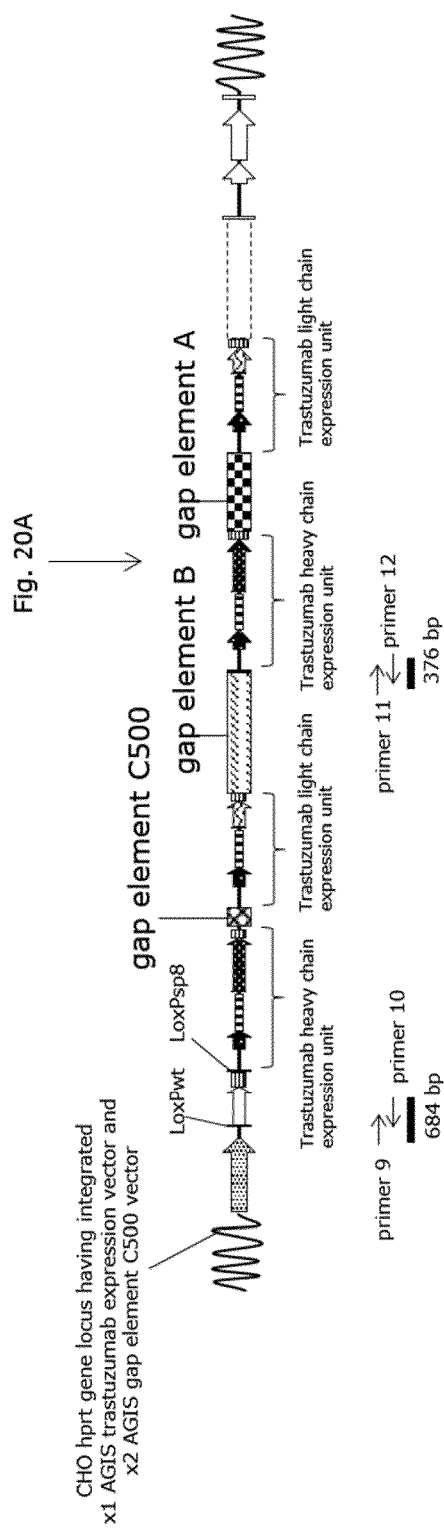 Fig. 20A
CHO hprt gene locus having integrated
x1 AGIS trastuzumab expression vector and
x2 AGIS gap element C500 vector
LoxPwt
LoxPsp8
gap element C500
gap element B
gap element A
Trastuzumab heavy chain
expression unit
Trastuzumab light chain
expression unit
Trastuzumab heavy chain
expression unit
Trastuzumab light chain
expression unit
primer 9
primer 10
684 bp
primer 11
primer 12
376 bp